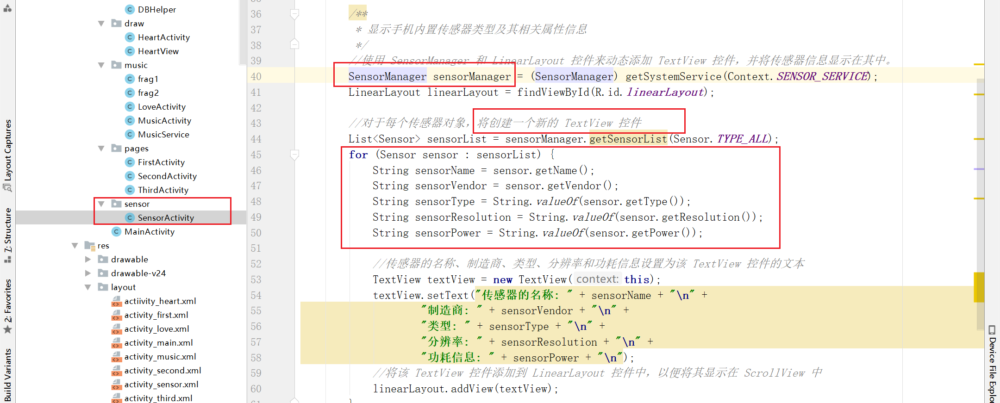 DBHelper
draw
HeartActivity
HeartView
music
frag1
frag2
LoveActivity
MusicActivity
MusicService
pages
FirstActivity
SecondActivity
ThirdActivity
sensor
SensorActivity
MainActivity
res
drawable
drawable-v24
layout
actiivity_heart.xml
activity_first.xml
activity_love.xml
activity_main.xml
activity_music.xml
activity_second.xml
activity_sensor.xml
activity_third.xml
Layout Captures
7: Structure
2: Favorites
Build Variants
36 /**
37 * 显示手机内置传感器类型及其相关属性信息
38 */
39 //使用 SensorManager 和 LinearLayout 控件来动态添加 TextView 控件，并将传感器信息显示在其中。
40 SensorManager sensorManager = (SensorManager) getSystemService(Context.SENSOR_SERVICE);
41 LinearLayout linearLayout = findViewById(R.id.linearLayout);
42
43 //对于每个传感器对象，将创建一个新的 TextView 控件
44 List<Sensor> sensorList = sensorManager.getSensorList(Sensor.TYPE_ALL);
45 for (Sensor sensor : sensorList) {
46 String sensorName = sensor.getName();
47 String sensorVendor = sensor.getVendor();
48 String sensorType = String.valueOf(sensor.getType());
49 String sensorResolution = String.valueOf(sensor.getResolution());
50 String sensorPower = String.valueOf(sensor.getPower());
51
52 //传感器的名称、制造商、类型、分辨率和功耗信息设置为该 TextView 控件的文本
53 TextView textView = new TextView( context: this);
54 textView.setText("传感器的名称: " + sensorName + "\n" +
55 "制造商: " + sensorVendor + "\n" +
56 "类型: " + sensorType + "\n" +
57 "分辨率: " + sensorResolution + "\n" +
58 "功耗信息: " + sensorPower + "\n");
59 //将该 TextView 控件添加到 LinearLayout 控件中，以便将其显示在 ScrollView 中
60 linearLayout.addView(textView);
Device File Explo